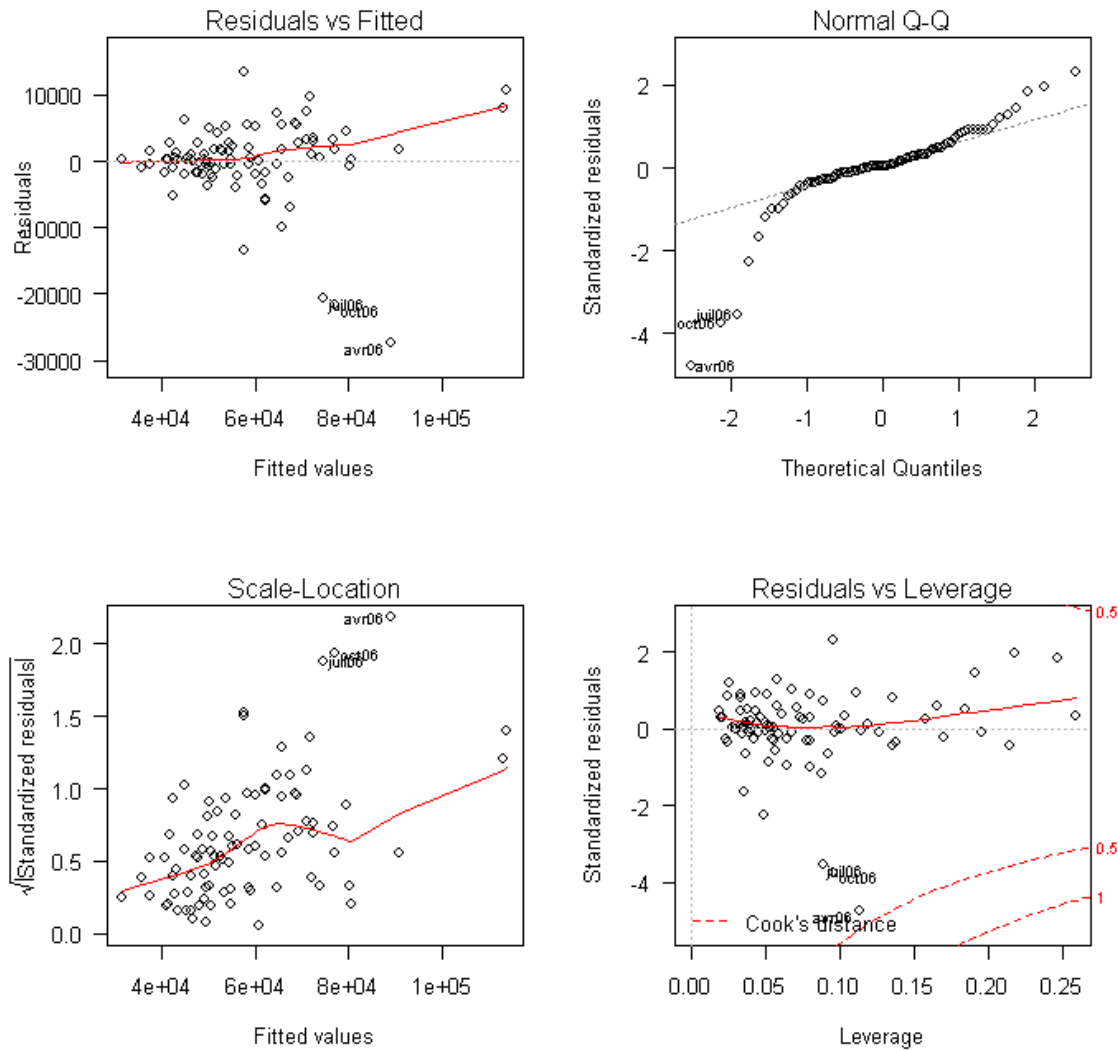 Residuals vs Fitted
Residuals
10000
0
-10000
-20000
-30000
juil06
oct06
avr06
4e+04 6e+04 8e+04 1e+05
Fitted values
Normal Q-Q
Standardized residuals
2
0
-2
-4
juil06
oct06
avr06
-2 -1 0 1 2
Theoretical Quantiles
Scale-Location
√|Standardized residuals|
2.0
1.5
1.0
0.5
0.0
avr06
oct06
juil06
4e+04 6e+04 8e+04 1e+05
Fitted values
Residuals vs Leverage
Standardized residuals
2
0
-2
-4
0.5
0.5
1
juil06
oct06
avr06
Cook's distance
0.00 0.05 0.10 0.15 0.20 0.25
Leverage